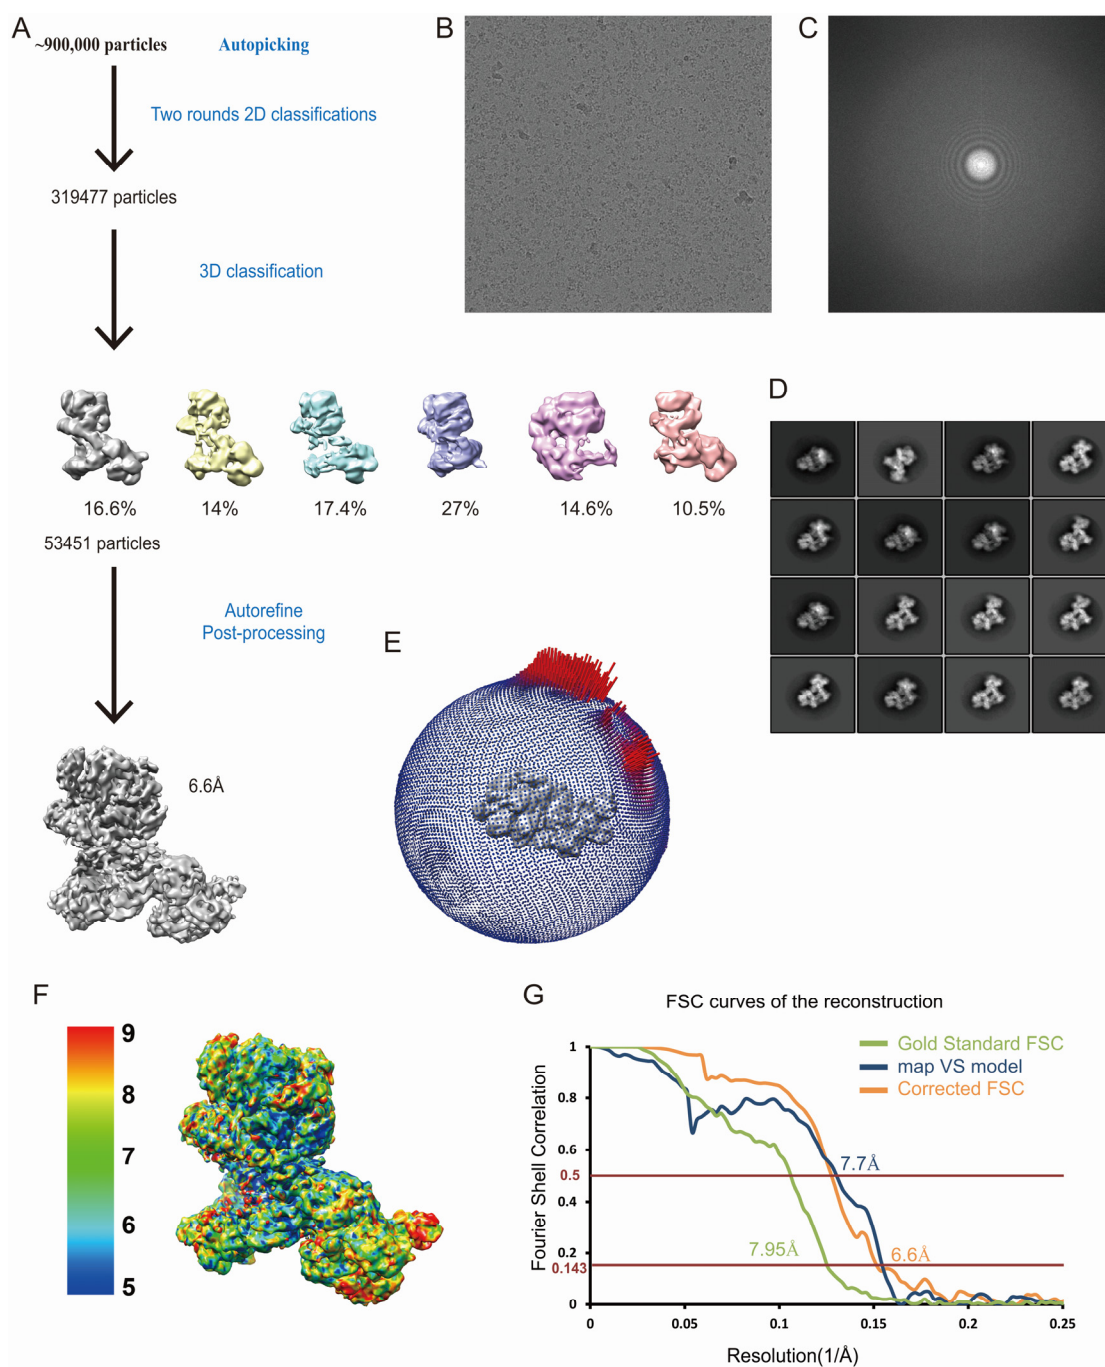 A
~900,000 particles
Autopicking
Two rounds 2D classifications
319477 particles
3D classification
16.6%
14%
17.4%
27%
14.6%
10.5%
53451 particles
Autorefine
Post-processing
6.6Å
B
C
D
E
F
9
8
7
6
5
G
FSC curves of the reconstruction
Gold Standard FSC
map VS model
Corrected FSC
Fourier Shell Correlation
1
0.8
0.6
0.5
0.4
0.2
0.143
0
7.7Å
7.95Å
6.6Å
0
0.05
0.1
0.15
0.2
0.25
Resolution(1/Å)